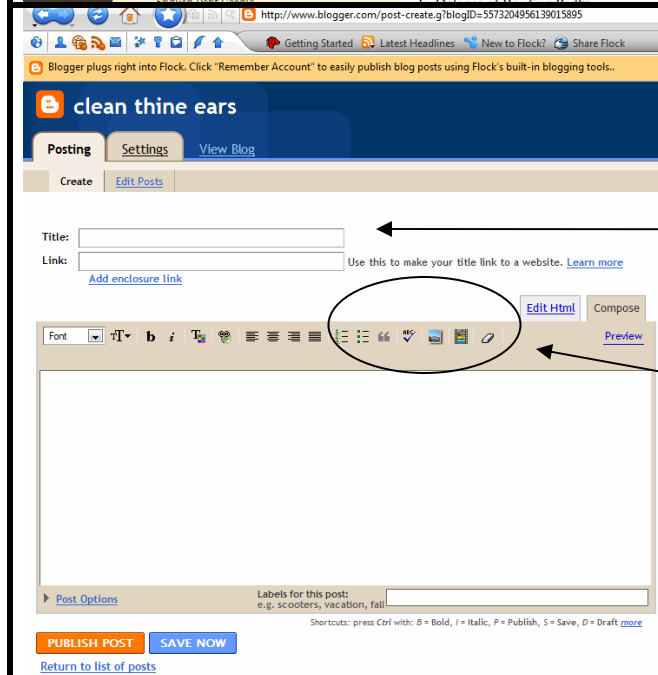 http://www.blogger.com/post-create.g?blogID=5573204956139015895
Getting Started Latest Headlines New to Flock? Share Flock
Blogger plugs right into Flock. Click "Remember Account" to easily publish blog posts using Flock's built-in blogging tools..
clean thine ears
Posting Settings View Blog
Create Edit Posts
Title:
Link: Use this to make your title link to a website. Learn more
Add enclosure link
Edit Html Compose
Font b i ABC Preview
Post Options Labels for this post:
e.g. scooters, vacation, fall
Shortcuts: press Ctrl with: B = Bold, I = Italic, P = Publish, S = Save, D = Draft more
PUBLISH POST SAVE NOW
Return to list of posts